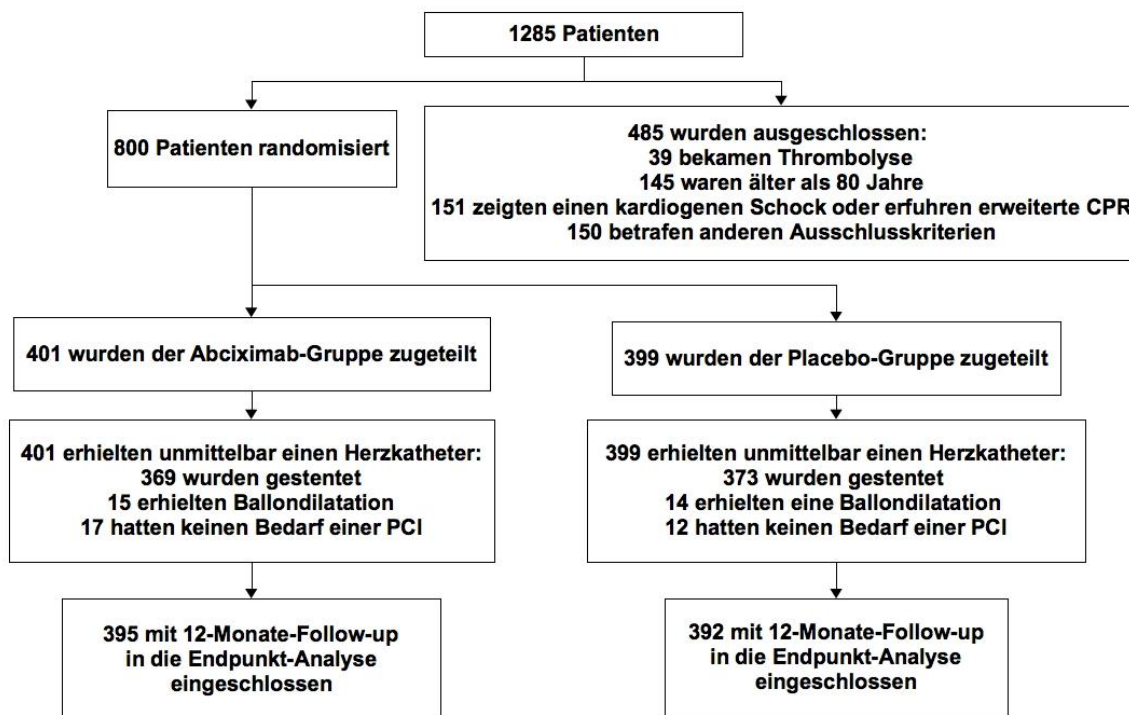 1285 Patienten
800 Patienten randomisiert
485 wurden ausgeschlossen:
39 bekamen Thrombolyse
145 waren älter als 80 Jahre
151 zeigten einen kardiogenen Schock oder erfuhren erweiterte CPR
150 betrafen anderen Ausschlusskriterien
401 wurden der Abciximab-Gruppe zugeteilt
399 wurden der Placebo-Gruppe zugeteilt
401 erhielten unmittelbar einen Herzkatheter:
369 wurden gestentet
15 erhielten Ballondilatation
17 hatten keinen Bedarf einer PCI
399 erhielten unmittelbar einen Herzkatheter:
373 wurden gestentet
14 erhielten eine Ballondilatation
12 hatten keinen Bedarf einer PCI
395 mit 12-Monate-Follow-up
in die Endpunkt-Analyse
eingeschlossen
392 mit 12-Monate-Follow-up
in die Endpunkt-Analyse
eingeschlossen